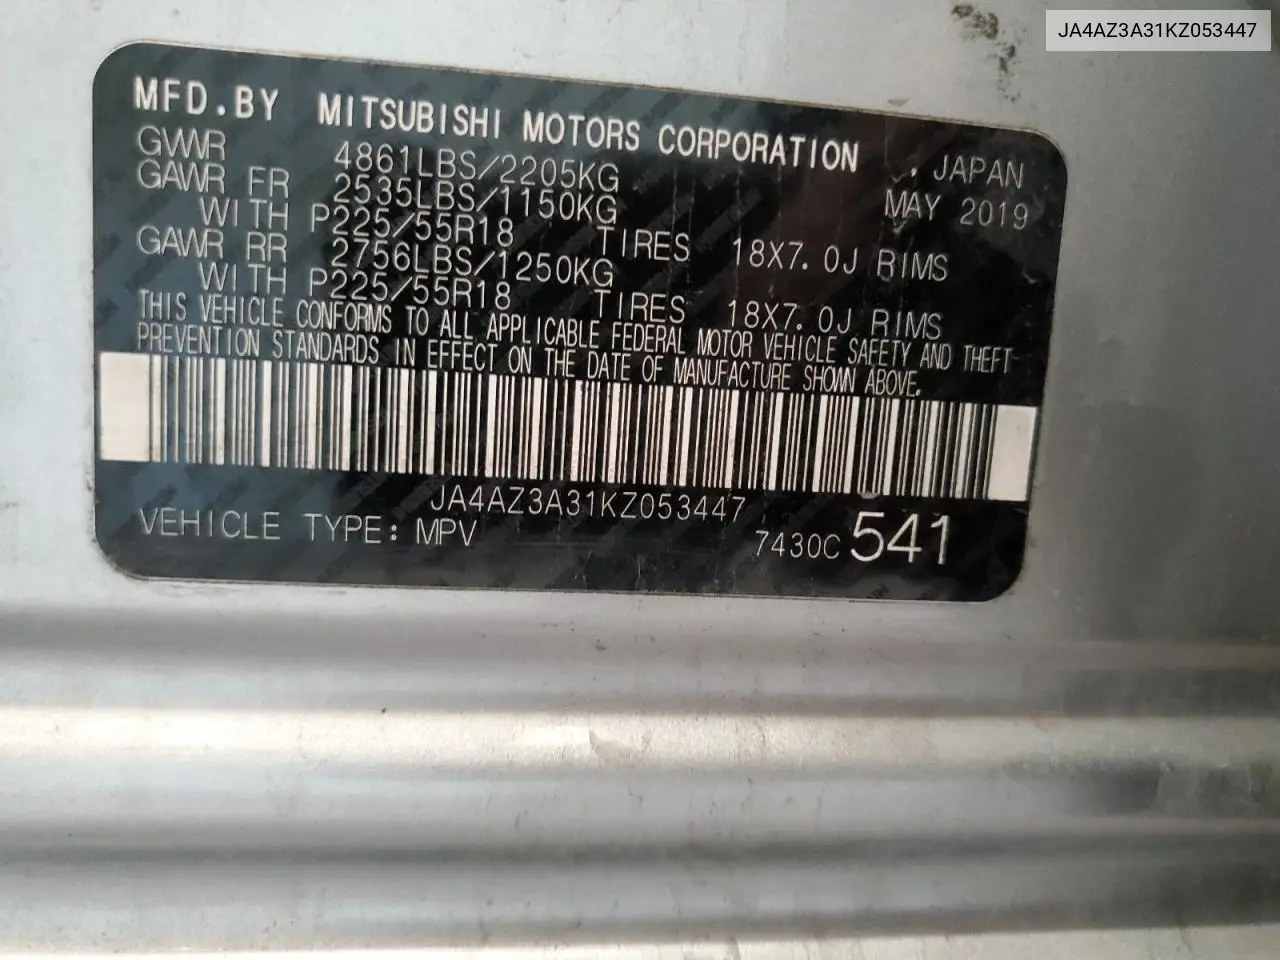 JA4AZ3A31KZ053447
MFD.BY MITSUBISHI MOTORS CORPORATION , JAPAN
GVWR 4861LBS/2205KG MAY 2019
GAWR FR 2535LBS/1150KG
WITH P225/55R18 TIRES 18X7.0J RIMS
GAWR RR 2756LBS/1250KG
WITH P225/55R18 TIRES 18X7.0J RIMS
THIS VEHICLE CONFORMS TO ALL APPLICABLE FEDERAL MOTOR VEHICLE SAFETY AND THEFT
PREVENTION STANDARDS IN EFFECT ON THE DATE OF MANUFACTURE SHOWN ABOVE.
JA4AZ3A31KZ053447
VEHICLE TYPE: MPV 7430C 541